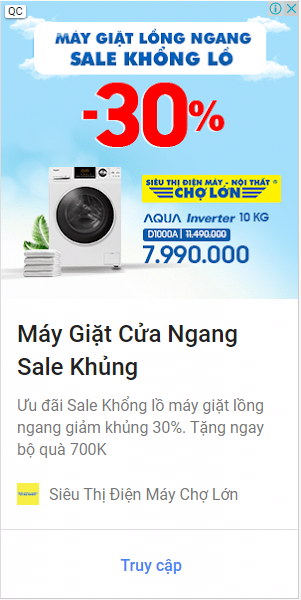 QC
MÁY GIẶT LỒNG NGANG
SALE KHỔNG LỒ
-30%
SIÊU THỊ ĐIỆN MÁY - NỘI THẤT
CHỢ LỚN
AQUA Inverter 10 KG
D1000A | 11.490.000
7.990.000
Máy Giặt Cửa Ngang
Sale Khủng
Ưu đãi Sale Khổng lồ máy giặt lồng
ngang giảm khủng 30%. Tặng ngay
bộ quà 700K
Siêu Thị Điện Máy Chợ Lớn
Truy cập